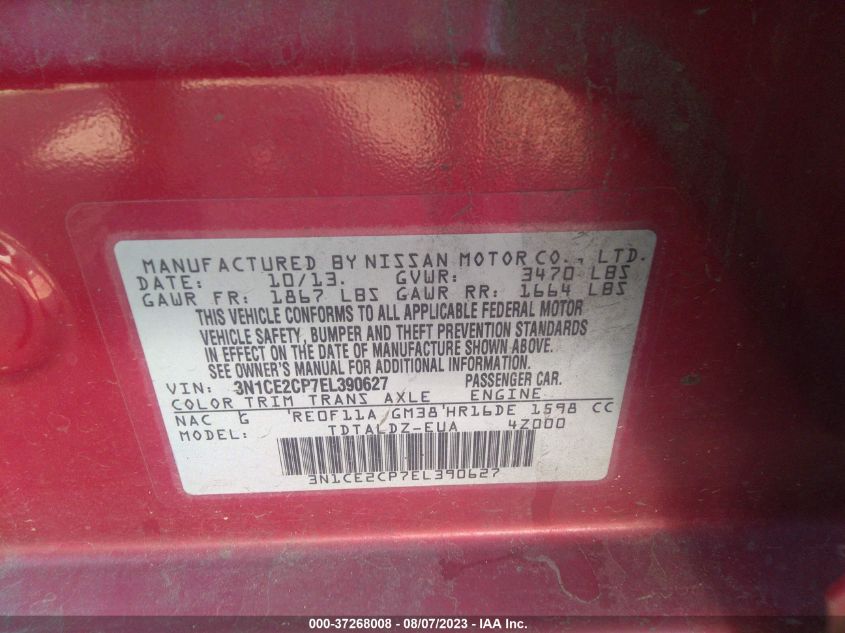 MANUFACTURED BY NISSAN MOTOR CO., LTD.
DATE: 10/13. GVWR: 3470 LBS
GAWR FR: 1867 LBS GAWR RR: 1664 LBS
THIS VEHICLE CONFORMS TO ALL APPLICABLE FEDERAL MOTOR
VEHICLE SAFETY, BUMPER AND THEFT PREVENTION STANDARDS
IN EFFECT ON THE DATE OF MANUFACTURE SHOWN ABOVE.
SEE OWNER'S MANUAL FOR ADDITIONAL INFORMATION.
VIN: 3N1CE2CP7EL390627 PASSENGER CAR.
COLOR TRIM TRANS AXLE ENGINE
NAC G 'RE0F11A GM38'HR16DE 1598 CC
MODEL: TDTALDZ-EUA 4Z000
3N1CE2CP7EL390627
000-37268008 - 08/07/2023 - IAA Inc.